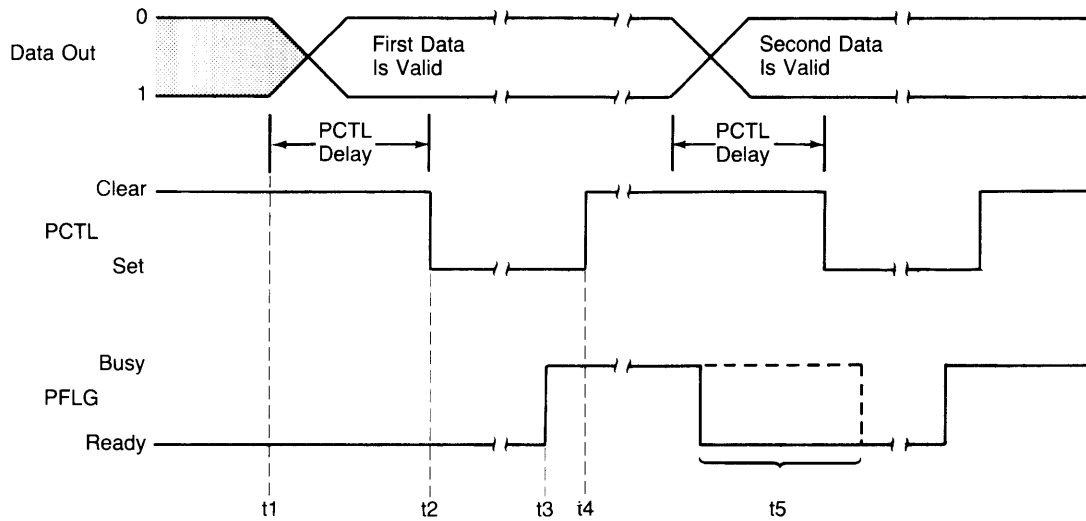 0
Data Out
1
First Data
Is Valid
Second Data
Is Valid
PCTL
Delay
PCTL
Delay
Clear
PCTL
Set
Busy
PFLG
Ready
t1
t2
t3
t4
t5